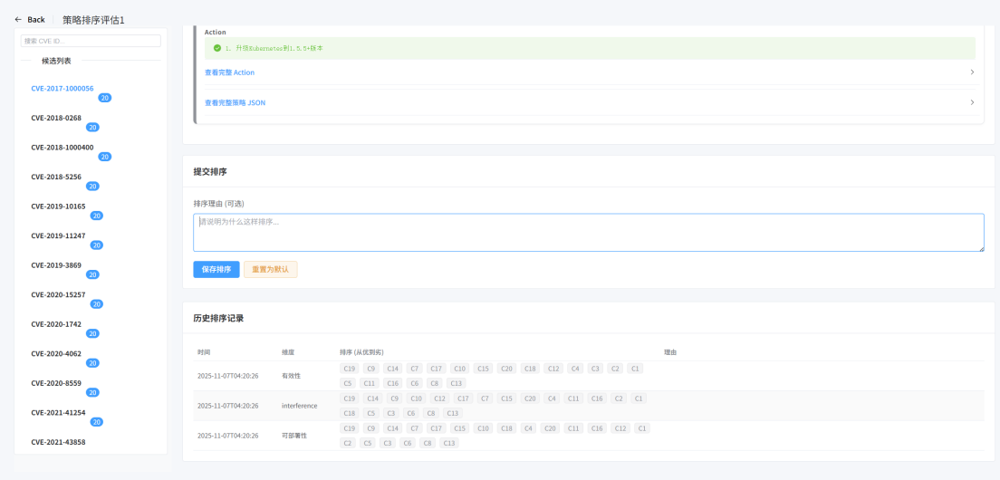 ← Back 策略排序评估1
搜索 CVE ID...
候选列表
CVE-2017-1000056
20
CVE-2018-0268
20
CVE-2018-1000400
20
CVE-2018-5256
20
CVE-2019-10165
20
CVE-2019-11247
20
CVE-2019-3869
20
CVE-2020-15257
20
CVE-2020-1742
20
CVE-2020-4062
20
CVE-2020-8559
20
CVE-2021-41254
20
CVE-2021-43858
Action
1. 升级Kubernetes到1.5.5+版本
查看完整 Action
查看完整策略 JSON
提交排序
排序理由 (可选)
请说明为什么这样排序...
保存排序 重置为默认
历史排序记录
时间 维度 排序 (从优到劣) 理由
2025-11-07T04:20:26 有效性 C19 C9 C14 C7 C17 C10 C15 C20 C18 C12 C4 C3 C2 C1
C5 C11 C16 C6 C8 C13
2025-11-07T04:20:26 interference C19 C14 C9 C10 C12 C17 C7 C15 C20 C4 C11 C16 C2 C1
C18 C5 C3 C6 C8 C13
2025-11-07T04:20:26 可部署性 C19 C9 C14 C7 C17 C15 C10 C18 C4 C20 C11 C16 C12 C1
C2 C5 C3 C6 C8 C13